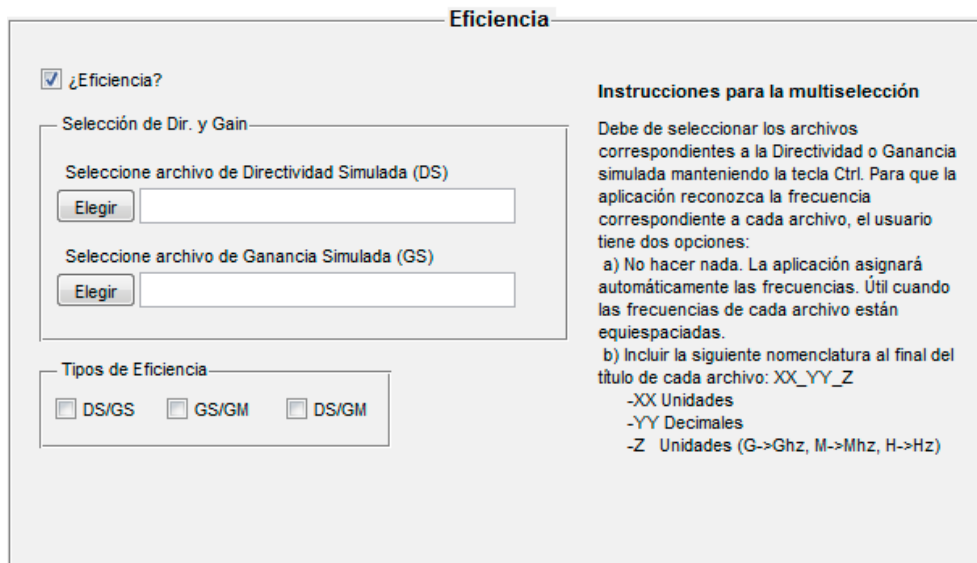 Eficiencia
¿Eficiencia?
Selección de Dir. y Gain
Seleccione archivo de Directividad Simulada (DS)
Elegir
Seleccione archivo de Ganancia Simulada (GS)
Elegir
Tipos de Eficiencia
DS/GS GS/GM DS/GM
Instrucciones para la multiselección
Debe de seleccionar los archivos
correspondientes a la Directividad o Ganancia
simulada manteniendo la tecla Ctrl. Para que la
aplicación reconozca la frecuencia
correspondiente a cada archivo, el usuario
tiene dos opciones:
a) No hacer nada. La aplicación asignará
automáticamente las frecuencias. Útil cuando
las frecuencias de cada archivo están
equiespaciadas.
b) Incluir la siguiente nomenclatura al final del
título de cada archivo: XX_YY_Z
-XX Unidades
-YY Decimales
-Z Unidades (G->Ghz, M->Mhz, H->Hz)